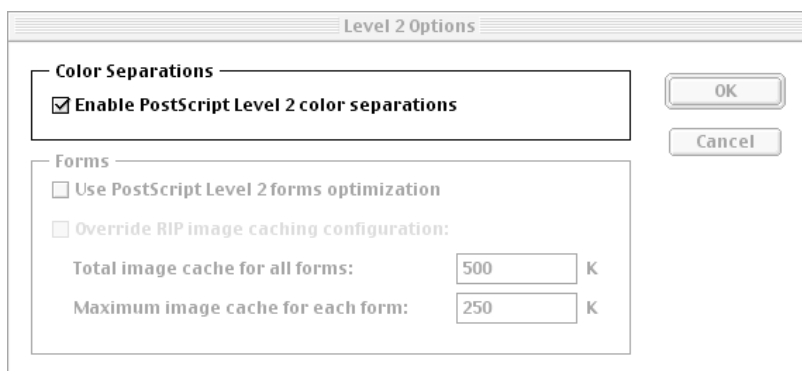 Level 2 Options
Color Separations
Enable PostScript Level 2 color separations
OK
Cancel
Forms
Use PostScript Level 2 forms optimization
Override RIP image caching configuration:
Total image cache for all forms: 500 K
Maximum image cache for each form: 250 K